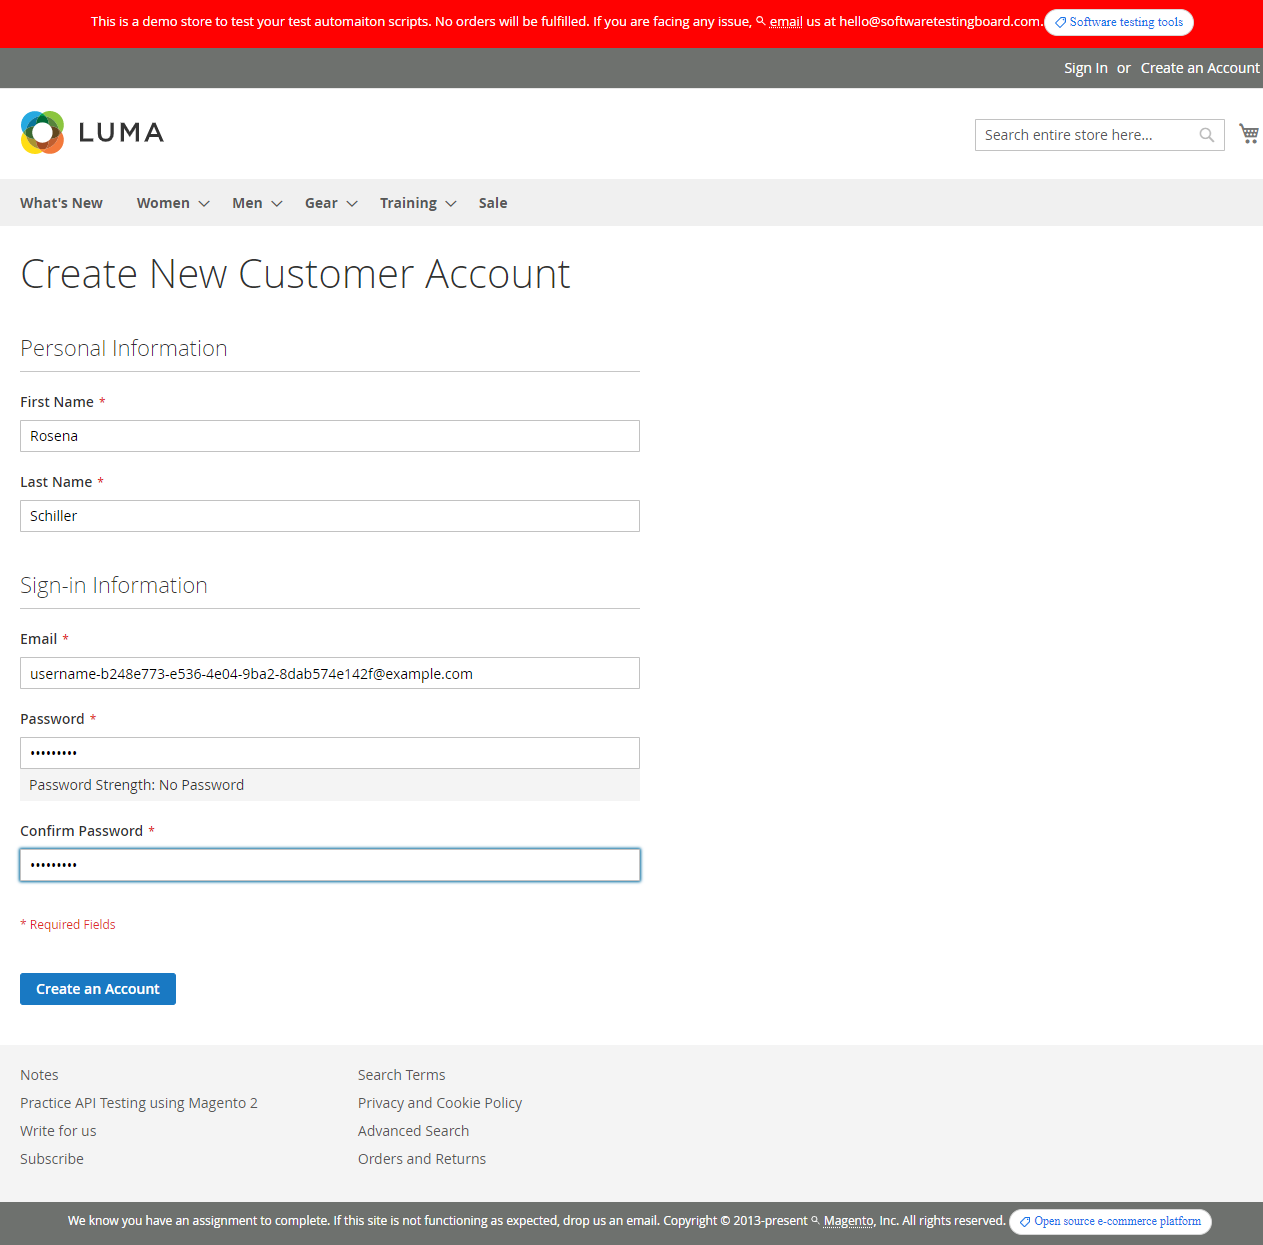 This is a demo store to test your test automaiton scripts. No orders will be fulfilled. If you are facing any issue, email us at hello@softwaretestingboard.com. Software testing tools
Sign In or Create an Account
LUMA
Search entire store here...
What's New Women Men Gear Training Sale
Create New Customer Account
Personal Information
First Name *
Rosena
Last Name *
Schiller
Sign-in Information
Email *
username-b248e773-e536-4e04-9ba2-8dab574e142f@example.com
Password *
•••••••••
Password Strength: No Password
Confirm Password *
•••••••••
* Required Fields
Create an Account
Notes
Practice API Testing using Magento 2
Write for us
Subscribe
Search Terms
Privacy and Cookie Policy
Advanced Search
Orders and Returns
We know you have an assignment to complete. If this site is not functioning as expected, drop us an email. Copyright © 2013-present Magento, Inc. All rights reserved. Open source e-commerce platform